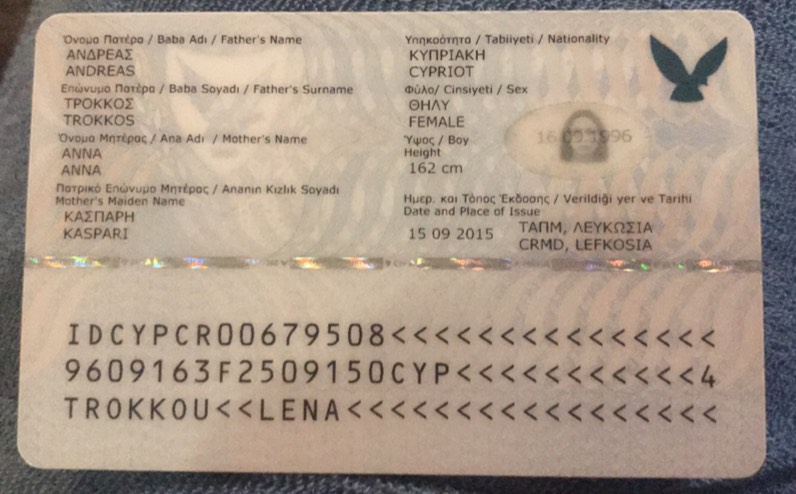 Όνομα Πατέρα / Baba Adı / Father's Name
ΑΝΔΡΕΑΣ
ANDREAS
Επώνυμο Πατέρα / Baba Soyadı / Father's Surname
ΤΡΟΚΚΟΣ
TROKKOS
Όνομα Μητέρας / Ana Adı / Mother's Name
ΑΝΝΑ
ANNA
Πατρικό Επώνυμο Μητέρας / Ananın Kızlık Soyadı
Mother's Maiden Name
ΚΑΣΠΑΡΗ
KASPARI
Υπηκοότητα / Tabiiyeti / Nationality
ΚΥΠΡΙΑΚΗ
CYPRIOT
Φύλο / Cinsiyeti / Sex
ΘΗΛΥ
FEMALE
Ύψος / Boy
Height
162 cm
16.09.1996
Ημερ. και Τόπος Έκδοσης / Verildiği yer ve Tarihi
Date and Place of Issue
15 09 2015 ΤΑΠΜ, ΛΕΥΚΩΣΙΑ
CRMD, LEFKOSIA
IDCYPCR00679508<<<<<<<<<<<<<<<
9609163F2509150CYP<<<<<<<<<<<4
TROKKOU<<LENA<<<<<<<<<<<<<<<<<